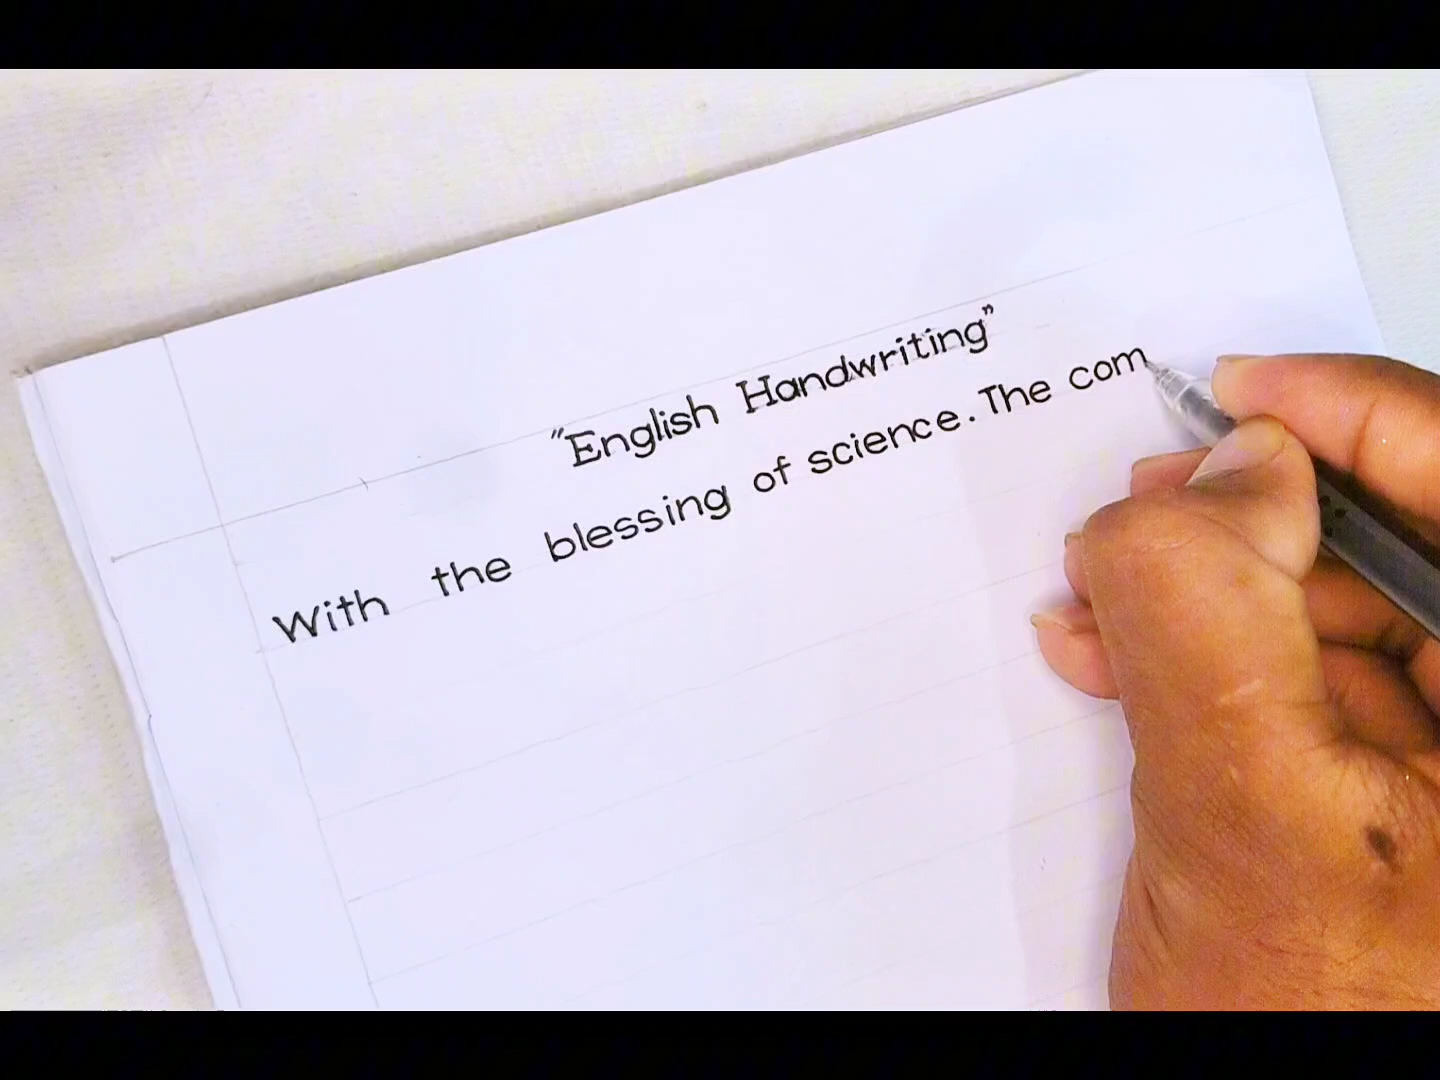 "English Handwriting"
With the blessing of science. The com